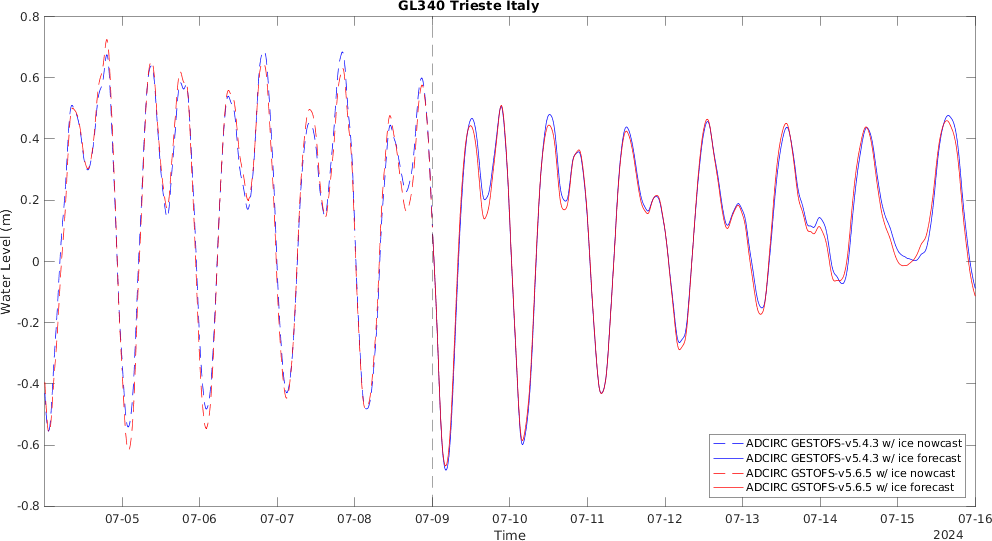 GL340 Trieste Italy
0.8
0.6
0.4
0.2
0
-0.2
-0.4
-0.6
-0.8
Water Level (m)
ADCIRC GESTOFS-v5.4.3 w/ ice nowcast
ADCIRC GESTOFS-v5.4.3 w/ ice forecast
ADCIRC GSTOFS-v5.6.5 w/ ice nowcast
ADCIRC GSTOFS-v5.6.5 w/ ice forecast
07-05 07-06 07-07 07-08 07-09 07-10 07-11 07-12 07-13 07-14 07-15 07-16
Time
2024